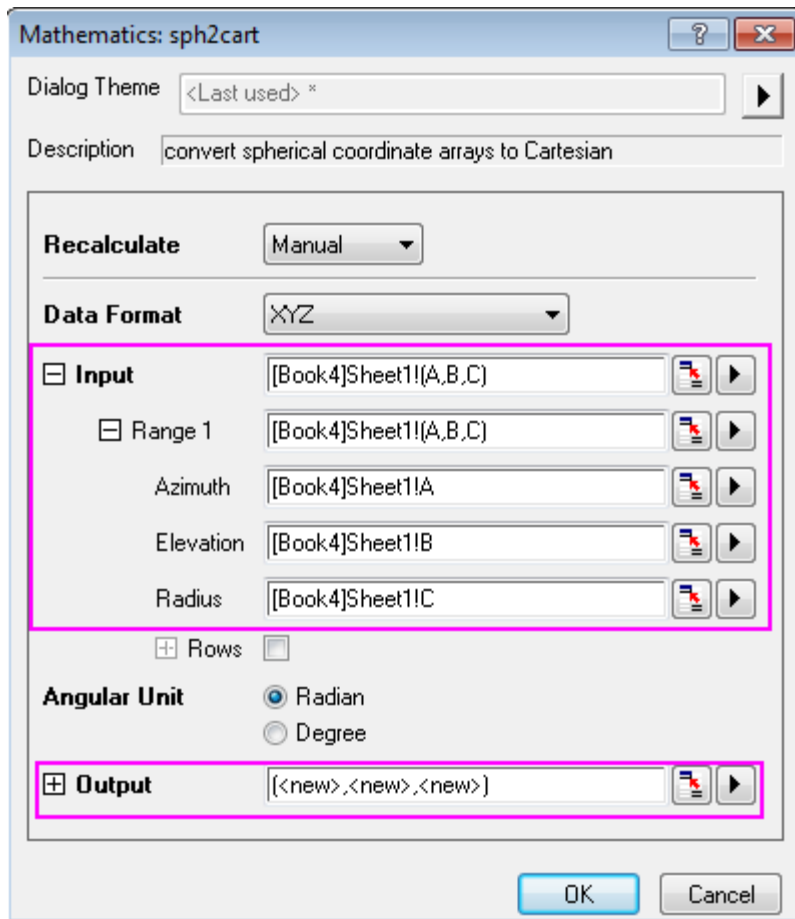 Mathematics: sph2cart
Dialog Theme <Last used> *
Description convert spherical coordinate arrays to Cartesian
Recalculate Manual
Data Format XYZ
Input [Book4]Sheet1!(A,B,C)
Range 1 [Book4]Sheet1!(A,B,C)
Azimuth [Book4]Sheet1!A
Elevation [Book4]Sheet1!B
Radius [Book4]Sheet1!C
Rows
Angular Unit Radian
Degree
Output (<new>,<new>,<new>)
OK Cancel